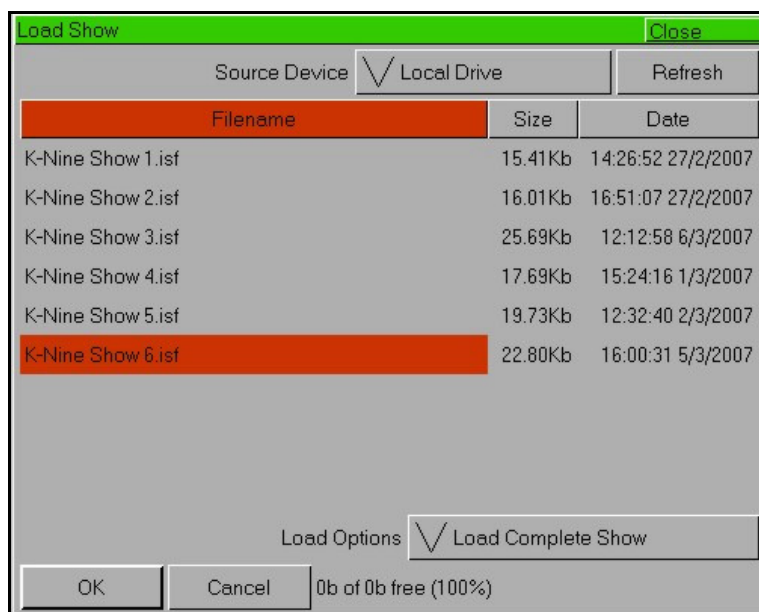 Load Show Close
Source Device Local Drive Refresh
Filename Size Date
K-Nine Show 1.isf 15.41Kb 14:26:52 27/2/2007
K-Nine Show 2.isf 16.01Kb 16:51:07 27/2/2007
K-Nine Show 3.isf 25.69Kb 12:12:58 6/3/2007
K-Nine Show 4.isf 17.69Kb 15:24:16 1/3/2007
K-Nine Show 5.isf 19.73Kb 12:32:40 2/3/2007
K-Nine Show 6.isf 22.80Kb 16:00:31 5/3/2007
Load Options Load Complete Show
OK Cancel 0b of 0b free (100%)